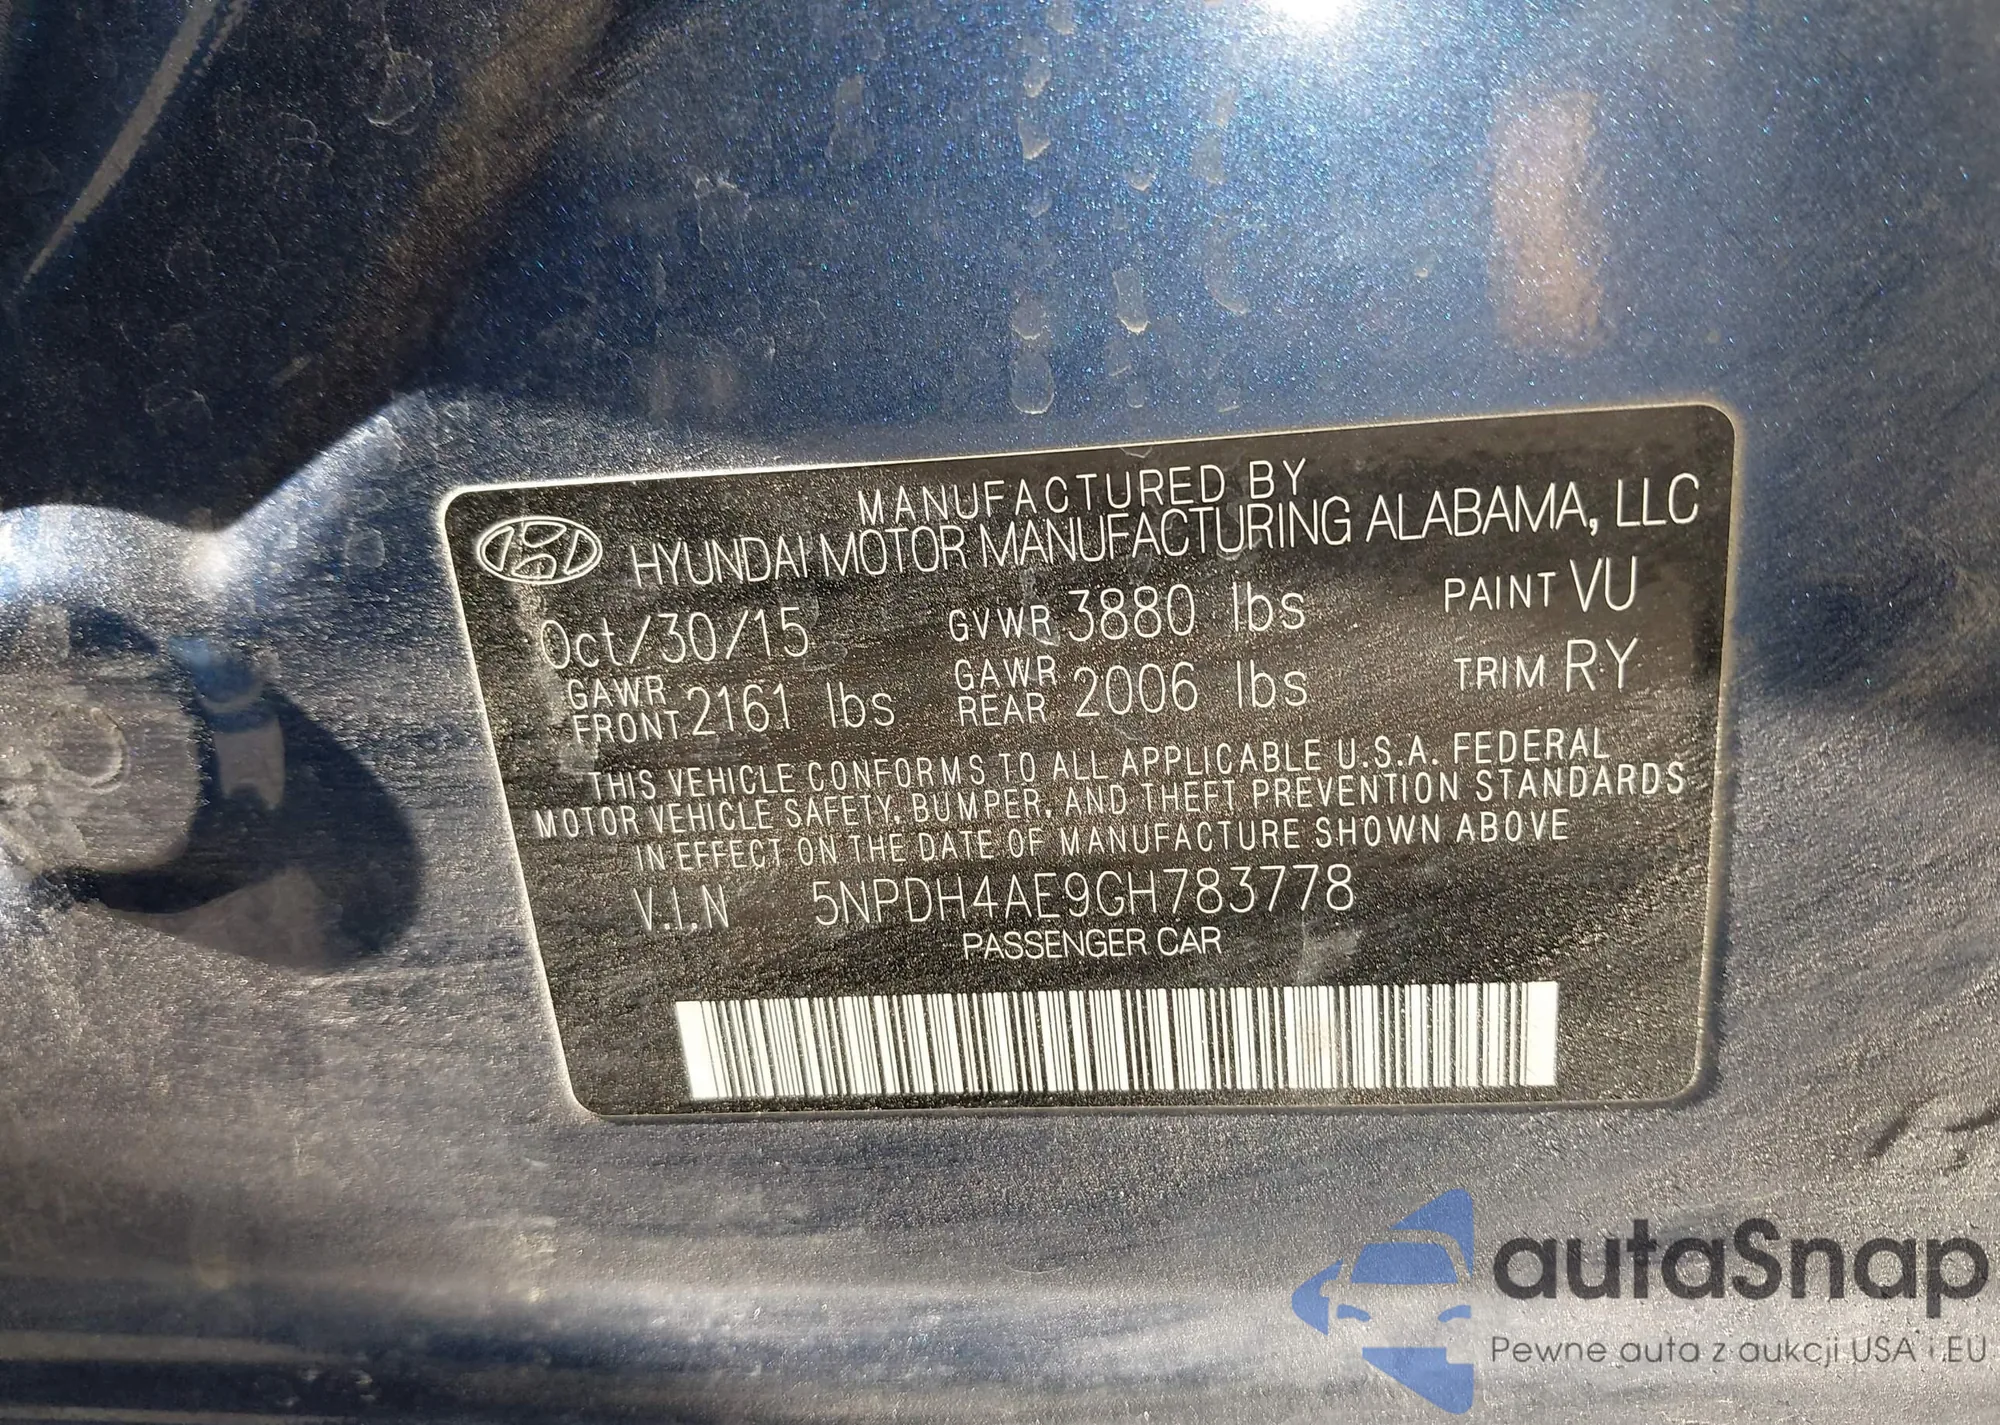 MANUFACTURED BY
HYUNDAI MOTOR MANUFACTURING ALABAMA, LLC
Oct/30/15 GVWR 3880 lbs PAINT VU
GAWR FRONT 2161 lbs GAWR REAR 2006 lbs TRIM RY
THIS VEHICLE CONFORMS TO ALL APPLICABLE U.S.A. FEDERAL
MOTOR VEHICLE SAFETY, BUMPER, AND THEFT PREVENTION STANDARDS
IN EFFECT ON THE DATE OF MANUFACTURE SHOWN ABOVE
V.I.N 5NPDH4AE9GH783778
PASSENGER CAR
autaSnap
Pewne auta z aukcji USA i EU